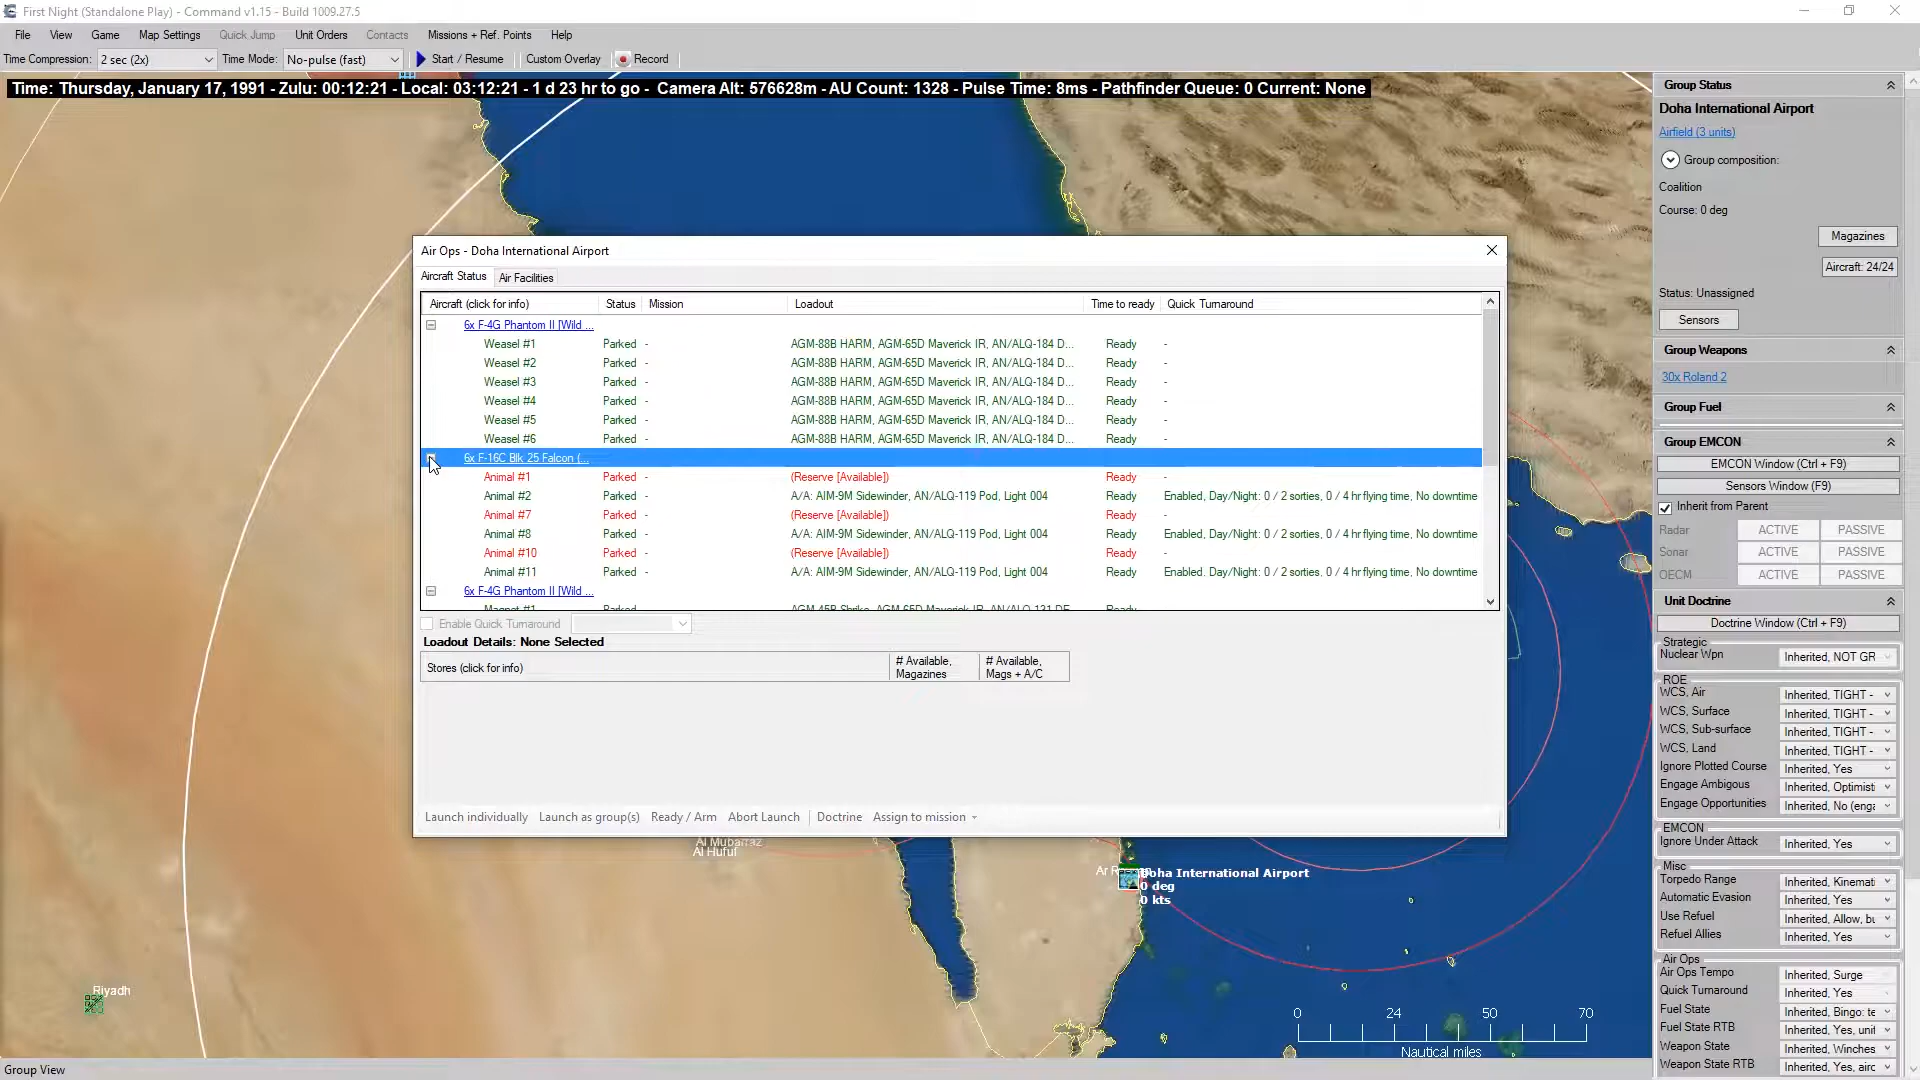 First Night (Standalone Play) - Command v1.15 - Build 1009.27.5
File View Game Map Settings Quick Jump Unit Orders Contacts Missions + Ref. Points Help
Time Compression: 2 sec (2x) Time Mode: No-pulse (fast) Start / Resume Custom Overlay Record
Time: Thursday, January 17, 1991 - Zulu: 00:12:21 - Local: 03:12:21 - 1 d 23 hr to go - Camera Alt: 576628m - AU Count: 1328 - Pulse Time: 8ms - Pathfinder Queue: 0 Current: None
Air Ops - Doha International Airport
Aircraft Status Air Facilities
Aircraft (click for info) Status Mission Loadout Time to ready Quick Turnaround
6x F-4G Phantom II [Wild ...
Weasel #1 Parked - AGM-88B HARM, AGM-65D Maverick IR, AN/ALQ-184 D... Ready -
Weasel #2 Parked - AGM-88B HARM, AGM-65D Maverick IR, AN/ALQ-184 D... Ready -
Weasel #3 Parked - AGM-88B HARM, AGM-65D Maverick IR, AN/ALQ-184 D... Ready -
Weasel #4 Parked - AGM-88B HARM, AGM-65D Maverick IR, AN/ALQ-184 D... Ready -
Weasel #5 Parked - AGM-88B HARM, AGM-65D Maverick IR, AN/ALQ-184 D... Ready -
Weasel #6 Parked - AGM-88B HARM, AGM-65D Maverick IR, AN/ALQ-184 D... Ready -
6x F-16C Blk 25 Falcon (...
Animal #1 Parked - (Reserve [Available]) Ready -
Animal #2 Parked - A/A: AIM-9M Sidewinder, AN/ALQ-119 Pod, Light 004 Ready Enabled, Day/Night: 0 / 2 sorties, 0 / 4 hr flying time, No downtime
Animal #7 Parked - (Reserve [Available]) Ready -
Animal #8 Parked - A/A: AIM-9M Sidewinder, AN/ALQ-119 Pod, Light 004 Ready Enabled, Day/Night: 0 / 2 sorties, 0 / 4 hr flying time, No downtime
Animal #10 Parked - (Reserve [Available]) Ready -
Animal #11 Parked - A/A: AIM-9M Sidewinder, AN/ALQ-119 Pod, Light 004 Ready Enabled, Day/Night: 0 / 2 sorties, 0 / 4 hr flying time, No downtime
6x F-4G Phantom II [Wild ...
Magnet #1 Parked AGM-45B Shrike, AGM-65D Maverick IR, AN/ALQ-131 DE Ready
Enable Quick Turnaround
Loadout Details: None Selected
Stores (click for info) # Available, Magazines # Available, Mags + A/C
Launch individually Launch as group(s) Ready / Arm Abort Launch Doctrine Assign to mission
Al Mubarraz
Al Hufuf
Doha International Airport
0 deg
0 kts
Riyadh
0 24 50 70
Nautical miles
Group View
Group Status
Doha International Airport
Airfield (3 units)
Group composition:
Coalition
Course: 0 deg
Magazines
Aircraft: 24/24
Status: Unassigned
Sensors
Group Weapons
30x Roland 2
Group Fuel
Group EMCON
EMCON Window (Ctrl + F9)
Sensors Window (F9)
Inherit from Parent
Radar ACTIVE PASSIVE
Sonar ACTIVE PASSIVE
OECM ACTIVE PASSIVE
Unit Doctrine
Doctrine Window (Ctrl + F9)
Strategic
Nuclear Wpn Inherited, NOT GR
ROE
WCS, Air Inherited, TIGHT -
WCS, Surface Inherited, TIGHT -
WCS, Sub-surface Inherited, TIGHT -
WCS, Land Inherited, TIGHT -
Ignore Plotted Course Inherited, Yes
Engage Ambigous Inherited, Optimist
Engage Opportunities Inherited, No (enga
EMCON
Ignore Under Attack Inherited, Yes
Misc
Torpedo Range Inherited, Kinemati
Automatic Evasion Inherited, Yes
Use Refuel Inherited, Allow, bu
Refuel Allies Inherited, Yes
Air Ops
Air Ops Tempo Inherited, Surge
Quick Turnaround Inherited, Yes
Fuel State Inherited, Bingo: te
Fuel State RTB Inherited, Yes, unit
Weapon State Inherited, Winches
Weapon State RTB Inherited, Yes, airc